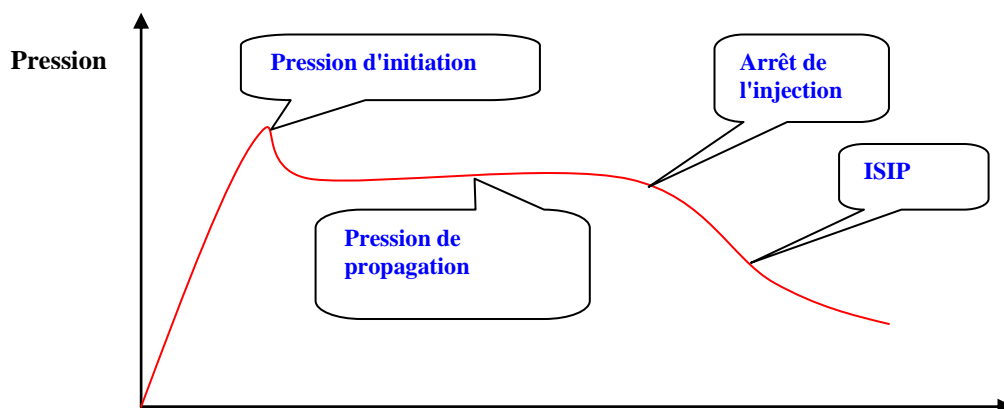 Pression
Pression d'initiation
Arrêt de
l'injection
ISIP
Pression de
propagation